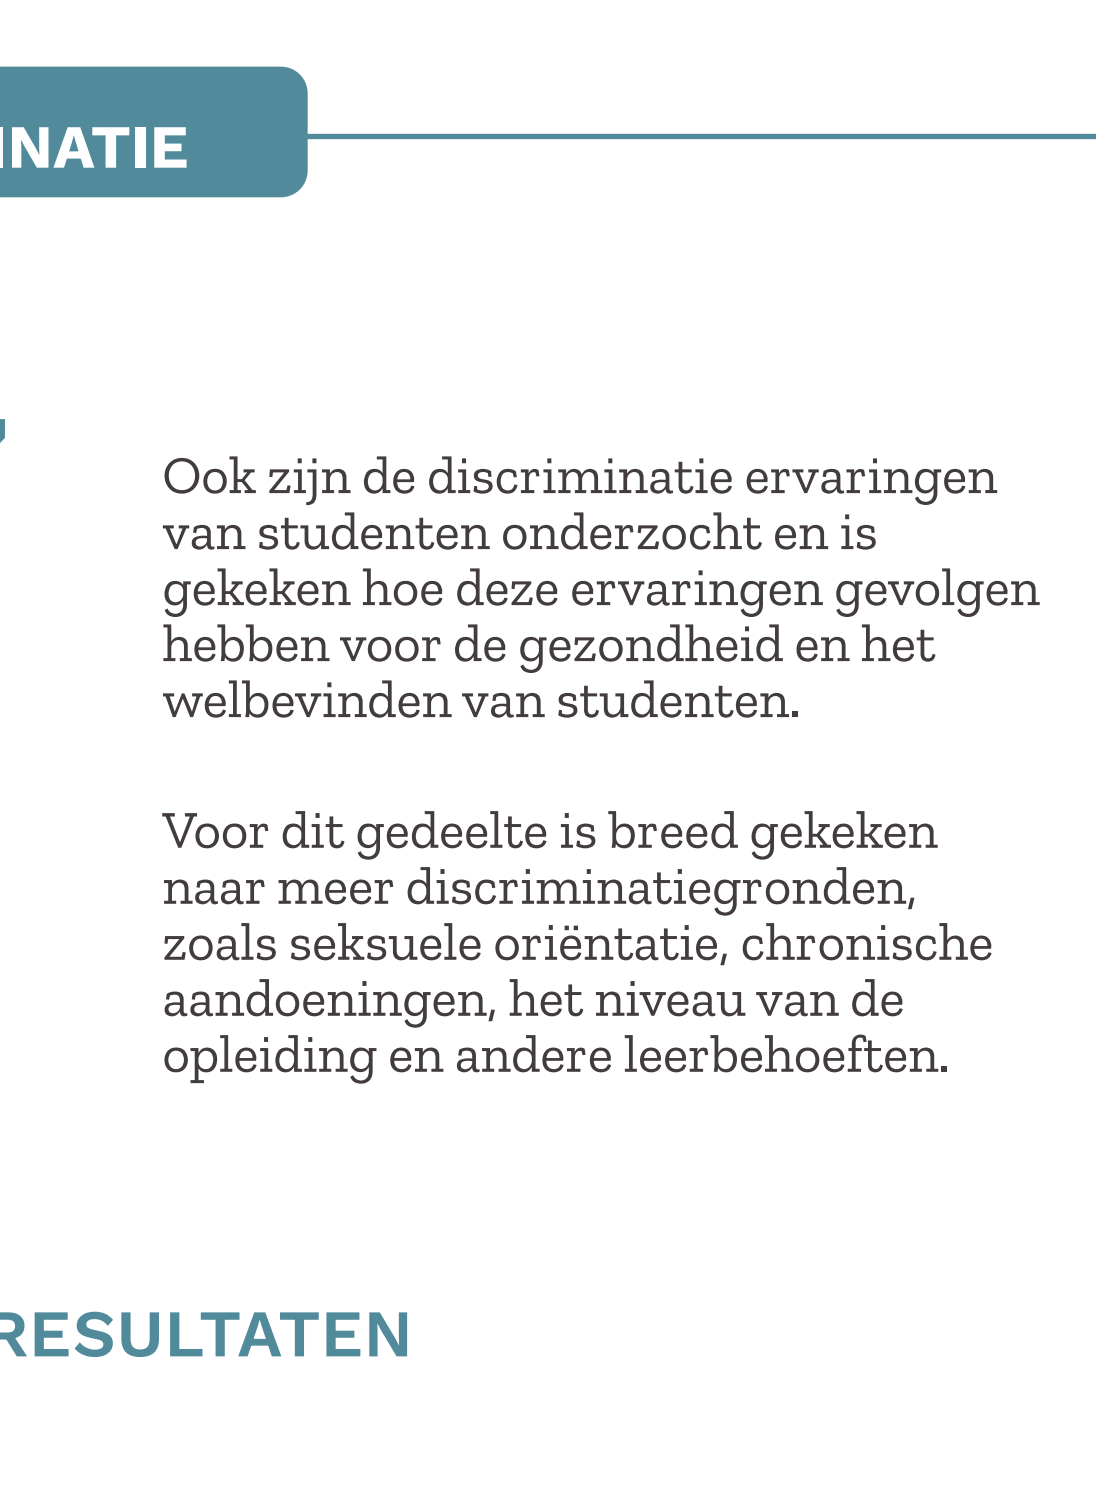 INATIE
Ook zijn de discriminatie ervaringen
van studenten onderzocht en is
gekeken hoe deze ervaringen gevolgen
hebben voor de gezondheid en het
welbevinden van studenten.
Voor dit gedeelte is breed gekeken
naar meer discriminatiegronden,
zoals seksuele oriëntatie, chronische
aandoeningen, het niveau van de
opleiding en andere leerbehoeften.
RESULTATEN